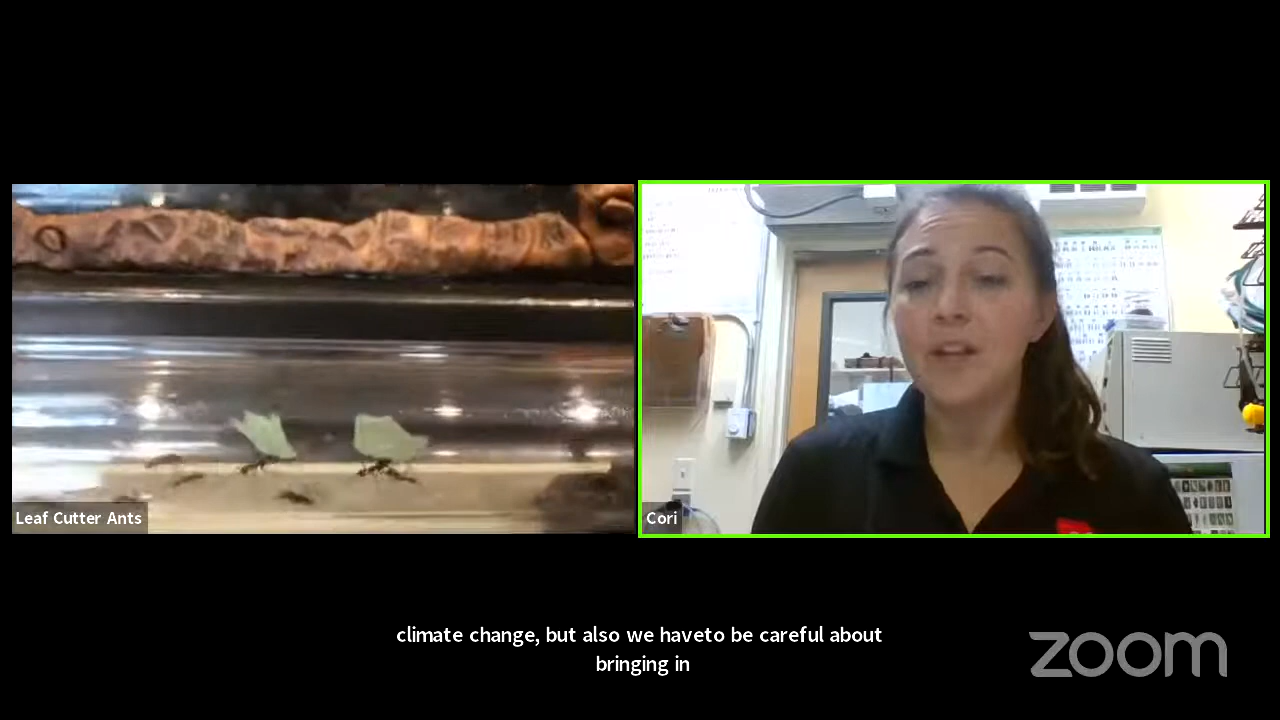 Leaf Cutter Ants
Cori
climate change, but also we haveto be careful about
bringing in
zoom